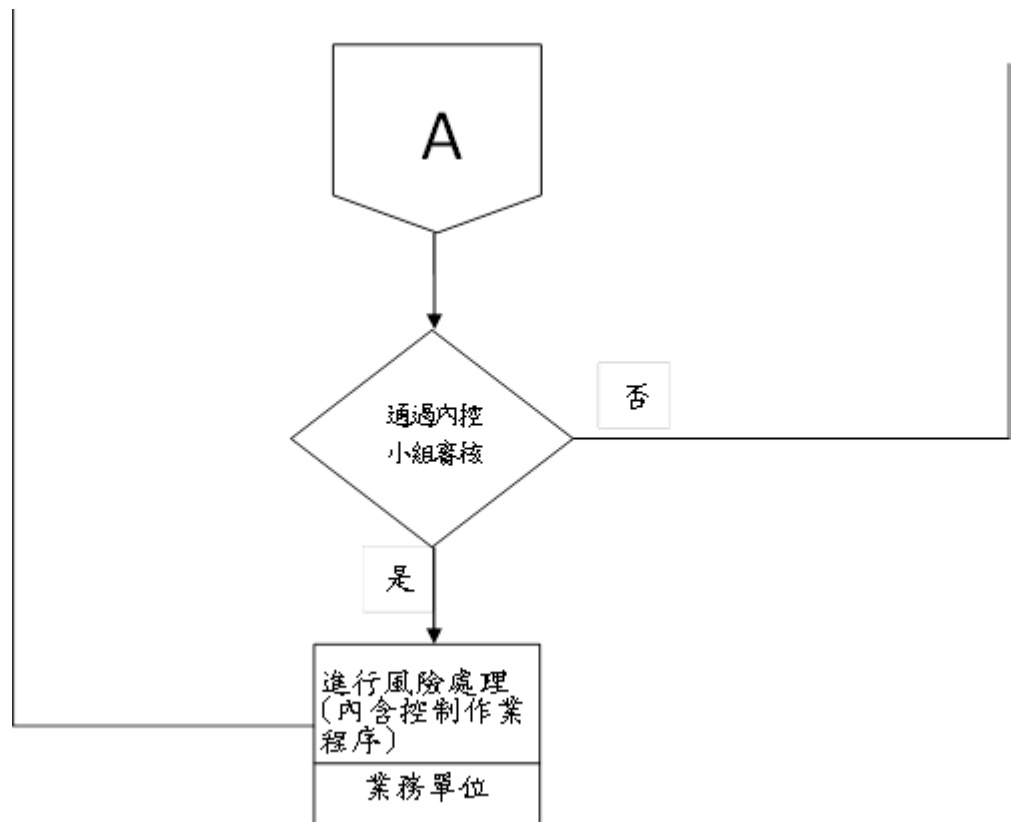 A
通過內控
小組審核
否
是
進行風險處理
(內含控制作業
程序)
業務單位